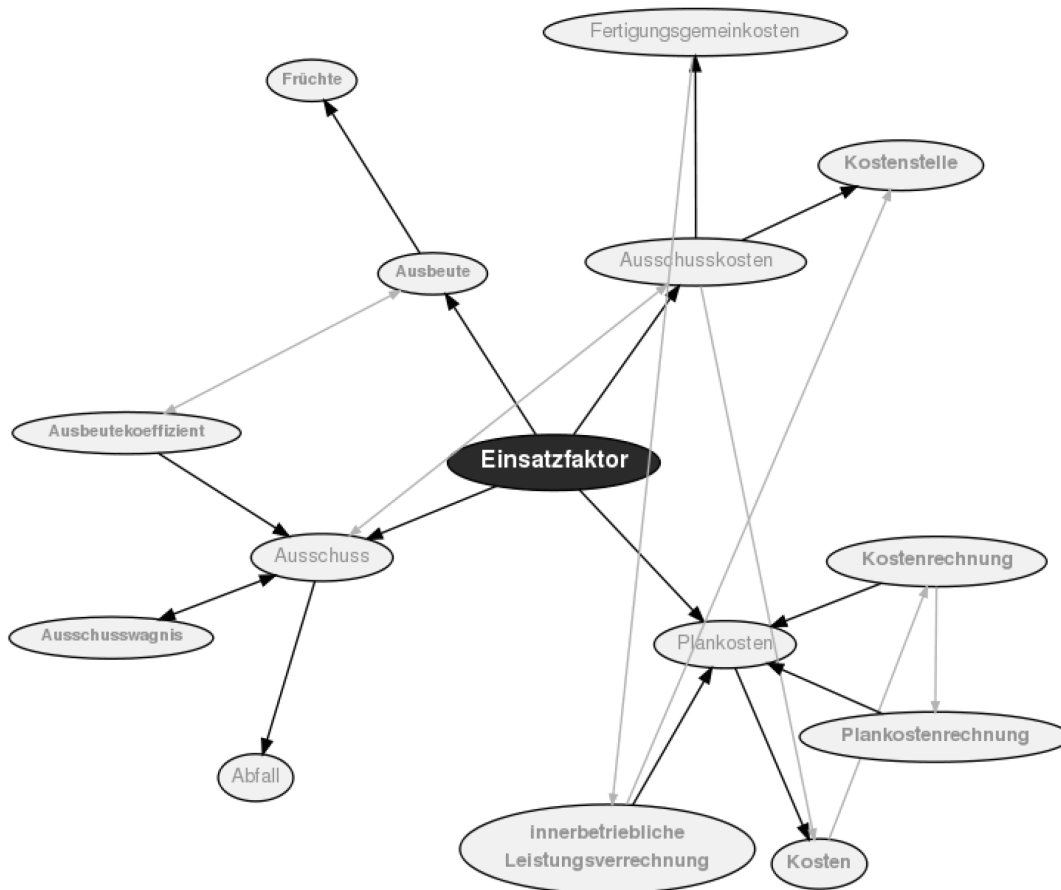 Fertigungsgemeinkosten
Früchte
Kostenstelle
Ausschusskosten
Ausbeute
Ausbeutekoeffizient
Einsatzfaktor
Ausschuss
Kostenrechnung
Ausschusswagnis
Plankosten
Plankostenrechnung
Abfall
innerbetriebliche
Leistungsverrechnung
Kosten